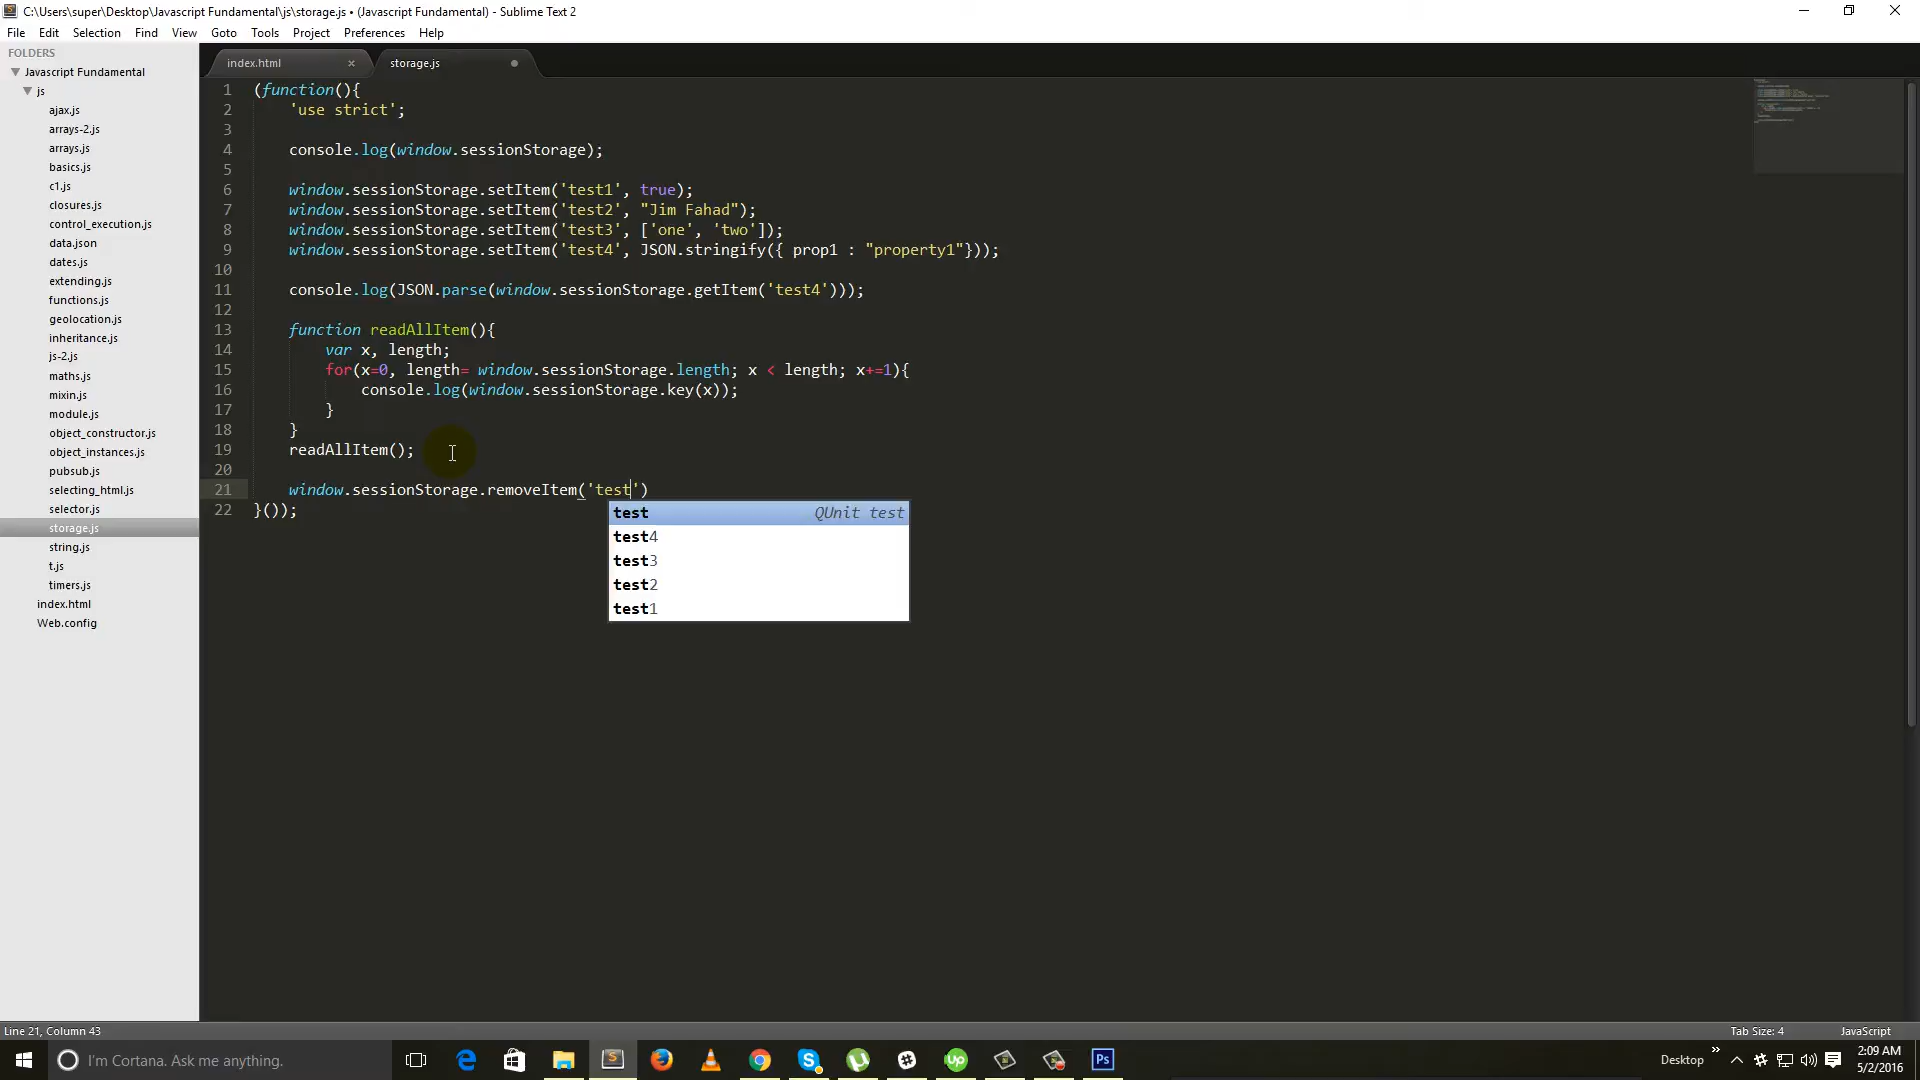 C:\Users\super\Desktop\Javascript Fundamental\js\storage.js • (Javascript Fundamental) - Sublime Text 2
File Edit Selection Find View Goto Tools Project Preferences Help
FOLDERS
Javascript Fundamental
js
ajax.js
arrays-2.js
arrays.js
basics.js
c1.js
closures.js
control_execution.js
data.json
dates.js
extending.js
functions.js
geolocation.js
inheritance.js
js-2.js
maths.js
mixin.js
module.js
object_constructor.js
object_instances.js
pubsub.js
selecting_html.js
selector.js
storage.js
string.js
t.js
timers.js
index.html
Web.config
index.html storage.js
1 (function(){
2 'use strict';
3
4 console.log(window.sessionStorage);
5
6 window.sessionStorage.setItem('test1', true);
7 window.sessionStorage.setItem('test2', "Jim Fahad");
8 window.sessionStorage.setItem('test3', ['one', 'two']);
9 window.sessionStorage.setItem('test4', JSON.stringify({ prop1 : "property1"}));
10
11 console.log(JSON.parse(window.sessionStorage.getItem('test4')));
12
13 function readAllItem(){
14 var x, length;
15 for(x=0, length= window.sessionStorage.length; x < length; x+=1){
16 console.log(window.sessionStorage.key(x));
17 }
18 }
19 readAllItem();
20
21 window.sessionStorage.removeItem('test')
22 }());
test QUnit test
test4
test3
test2
test1
Line 21, Column 43 Tab Size: 4 JavaScript
I'm Cortana. Ask me anything.
Up
Ps
Desktop
2:09 AM
5/2/2016